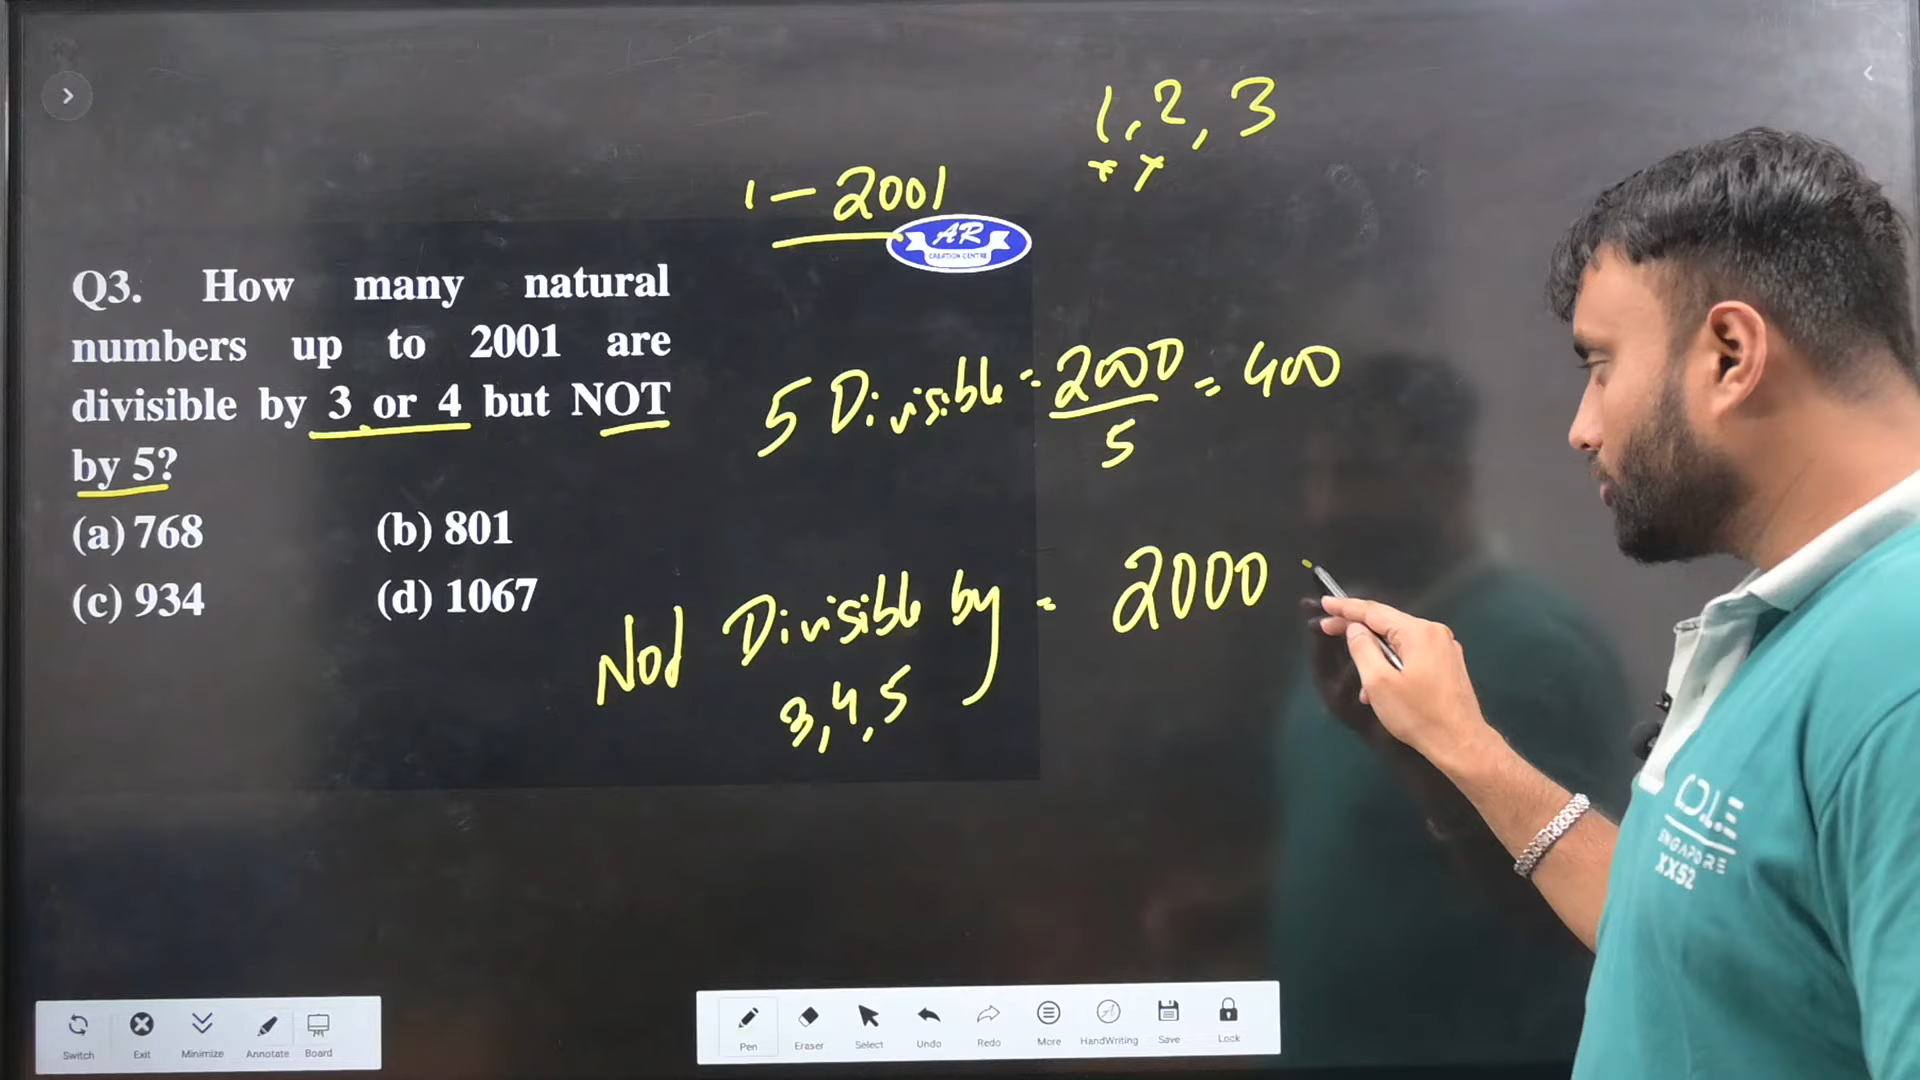 1, 2, 3
1 – 2001
AR
CREATION CENTRE
Q3. How many natural
numbers up to 2001 are
divisible by 3 or 4 but NOT
by 5?
(a) 768 (b) 801
(c) 934 (d) 1067
5 Divisible = 2000 = 400
5
Not Divisible by = 2000
3, 4, 5
SINGAPORE
XX52
Switch Exit Minimize Annotate Board
Pen Eraser Select Undo Redo More HandWriting Save Lock